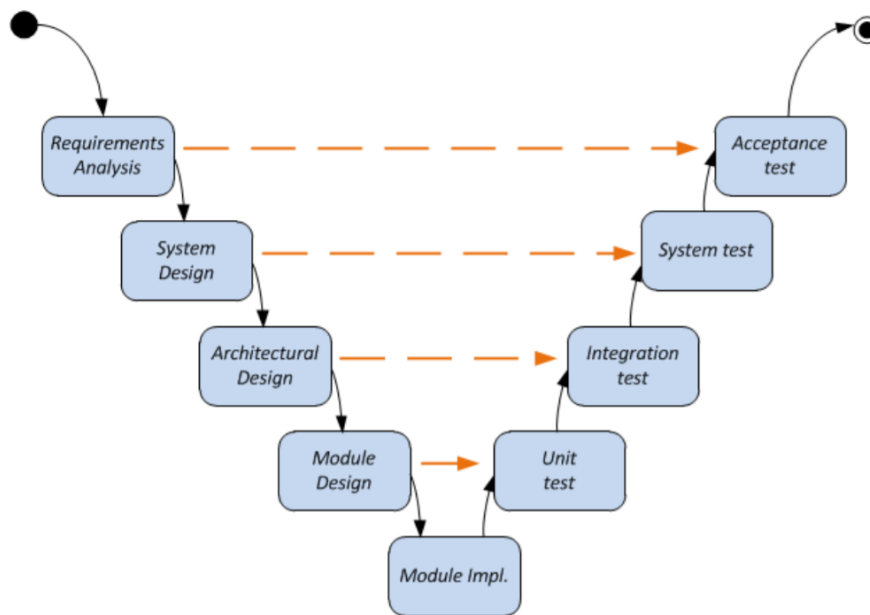 Requirements
Analysis
Acceptance
test
System
Design
System test
Architectural
Design
Integration
test
Module
Design
Unit
test
Module Impl.